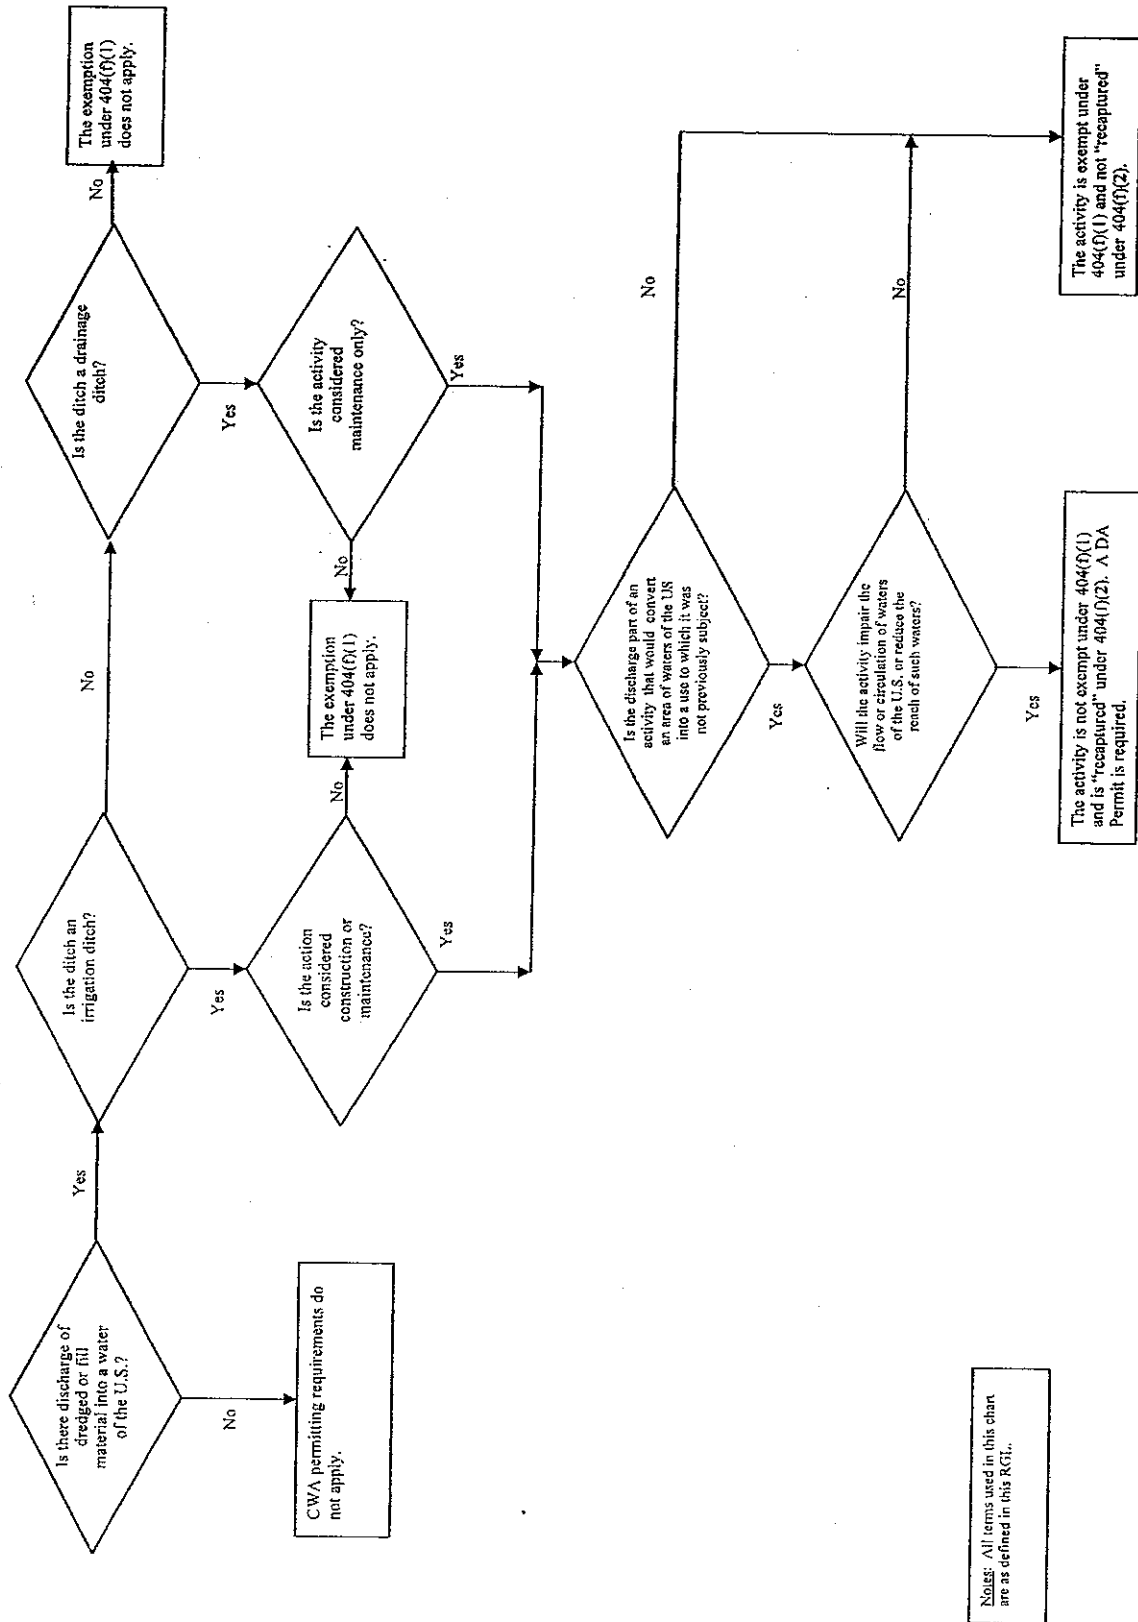 Is there discharge of
dredged or fill
material into a water
of the U.S.?
Yes
No
CWA permitting requirements do
not apply.
Is the ditch an
irrigation ditch?
No
Yes
Is the action
considered
construction or
maintenance?
No
Yes
The exemption
under 404(f)(1)
does not apply.
Is the ditch a drainage
ditch?
No
The exemption
under 404(f)(1)
does not apply.
Yes
Is the activity
considered
maintenance only?
No
Yes
Is the discharge part of an
activity that would convert
an area of waters of the US
into a use to which it was
not previously subject?
No
Yes
Will the activity impair the
flow or circulation of waters
of the U.S. or reduce the
reach of such waters?
No
Yes
The activity is not exempt under 404(f)(1)
and is "recaptured" under 404(f)(2). A DA
Permit is required.
The activity is exempt under
404(f)(1) and not "recaptured"
under 404(f)(2).
Notes: All terms used in this chart
are as defined in this RGL.